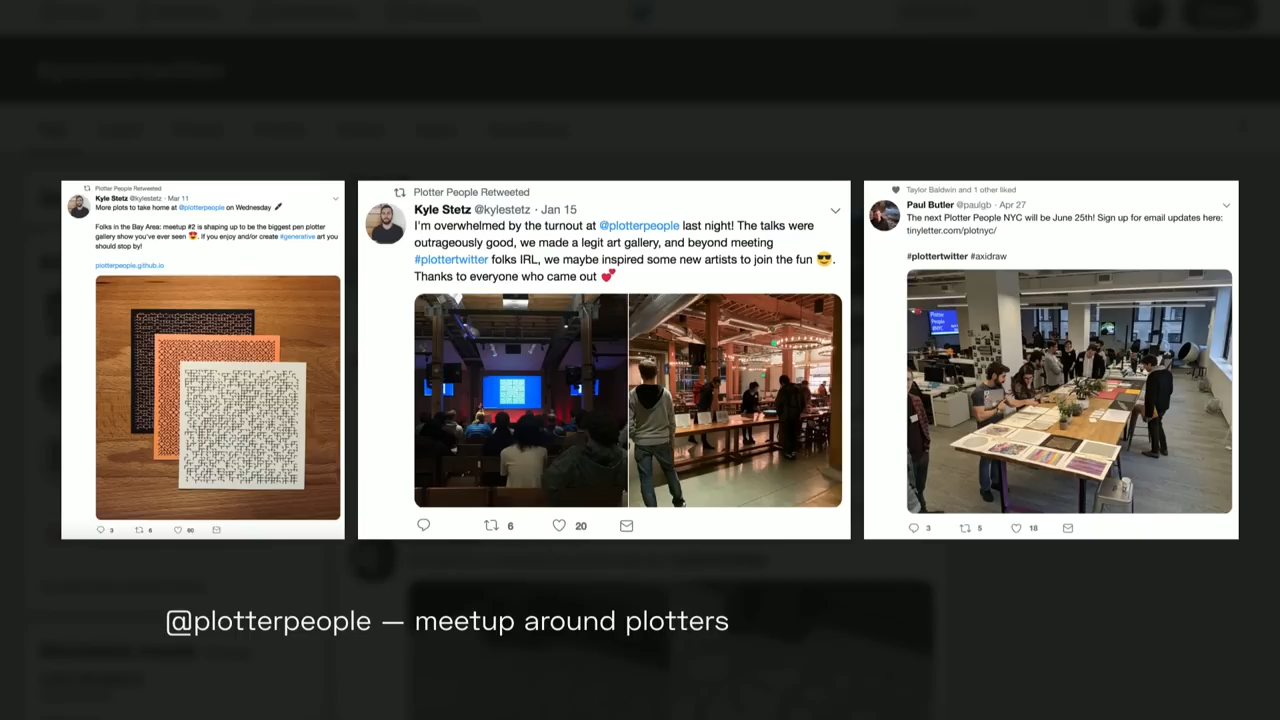 Plotter People Retweeted
Kyle Stetz @kylestetz · Mar 11
More plots to take home at @plotterpeople on Wednesday 🖋
Folks in the Bay Area: meetup #2 is shaping up to be the biggest pen plotter
gallery show you've ever seen 😍. If you enjoy and/or create #generative art you
should stop by!
plotterpeople.github.io
3 6 60
Plotter People Retweeted
Kyle Stetz @kylestetz · Jan 15
I'm overwhelmed by the turnout at @plotterpeople last night! The talks were
outrageously good, we made a legit art gallery, and beyond meeting
#plottertwitter folks IRL, we maybe inspired some new artists to join the fun 😎.
Thanks to everyone who came out 💕
6 20
Taylor Baldwin and 1 other liked
Paul Butler @paulgb · Apr 27
The next Plotter People NYC will be June 25th! Sign up for email updates here:
tinyletter.com/plotnyc/
#plottertwitter #axidraw
Plotter
People
NYC
3 5 18
@plotterpeople — meetup around plotters